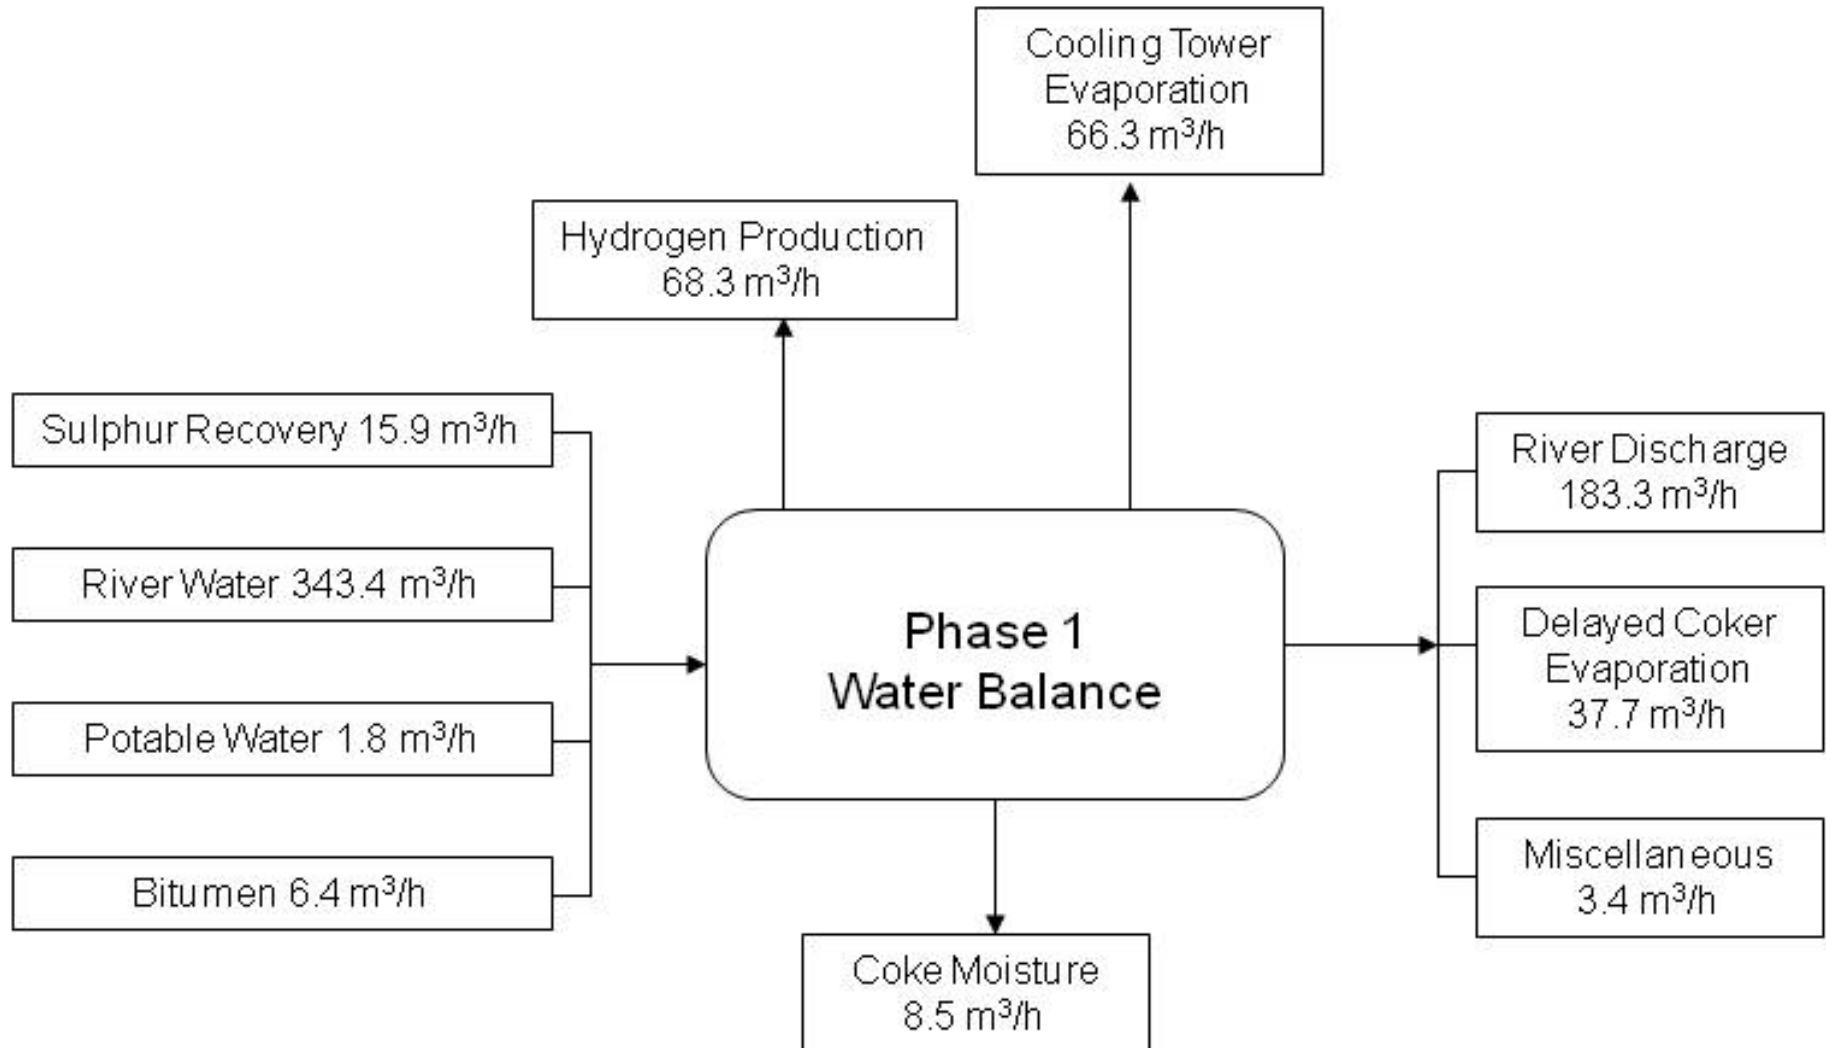 Cooling Tower
Evaporation
66.3 m³/h
Hydrogen Production
68.3 m³/h
Sulphur Recovery 15.9 m³/h
River Water 343.4 m³/h
Potable Water 1.8 m³/h
Bitumen 6.4 m³/h
Phase 1
Water Balance
River Discharge
183.3 m³/h
Delayed Coker
Evaporation
37.7 m³/h
Miscellaneous
3.4 m³/h
Coke Moisture
8.5 m³/h